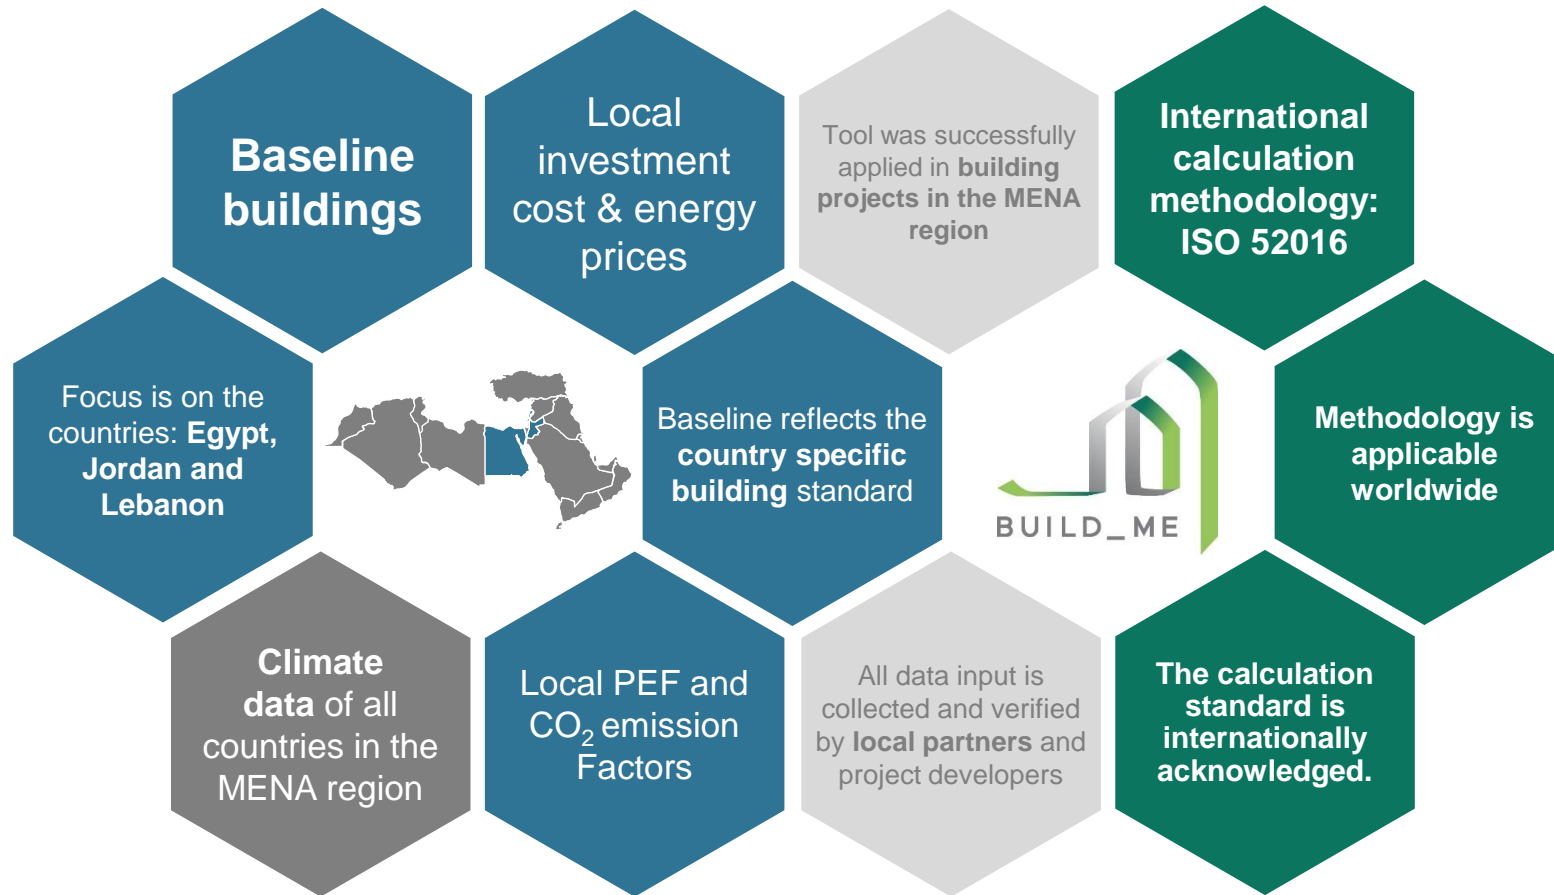 Baseline
buildings
Local
investment
cost & energy
prices
Tool was successfully
applied in building
projects in the MENA
region
International
calculation
methodology:
ISO 52016
Focus is on the
countries: Egypt,
Jordan and
Lebanon
Baseline reflects the
country specific
building standard
BUILD_ME
Methodology is
applicable
worldwide
Climate
data of all
countries in the
MENA region
Local PEF and
CO₂ emission
Factors
All data input is
collected and verified
by local partners and
project developers
The calculation
standard is
internationally
acknowledged.